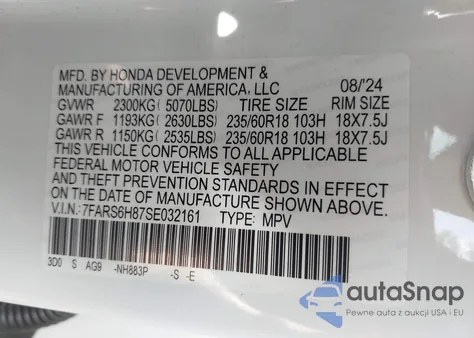 MFD. BY HONDA DEVELOPMENT &
MANUFACTURING OF AMERICA, LLC 08/'24
GVWR 2300KG (5070LBS) TIRE SIZE RIM SIZE
GAWR F 1193KG (2630LBS) 235/60R18 103H 18X7.5J
GAWR R 1150KG (2535LBS) 235/60R18 103H 18X7.5J
THIS VEHICLE CONFORMS TO ALL APPLICABLE
FEDERAL MOTOR VEHICLE SAFETY
AND THEFT PREVENTION STANDARDS IN EFFECT
ON THE DATE OF MANUFACTURE SHOWN ABOVE.
V.I.N.: 7FARS6H87SE032161 TYPE: MPV
3D0 S AG9 -NH883P -S -E
autoSnap
Pewne auta z aukcji USA i EU